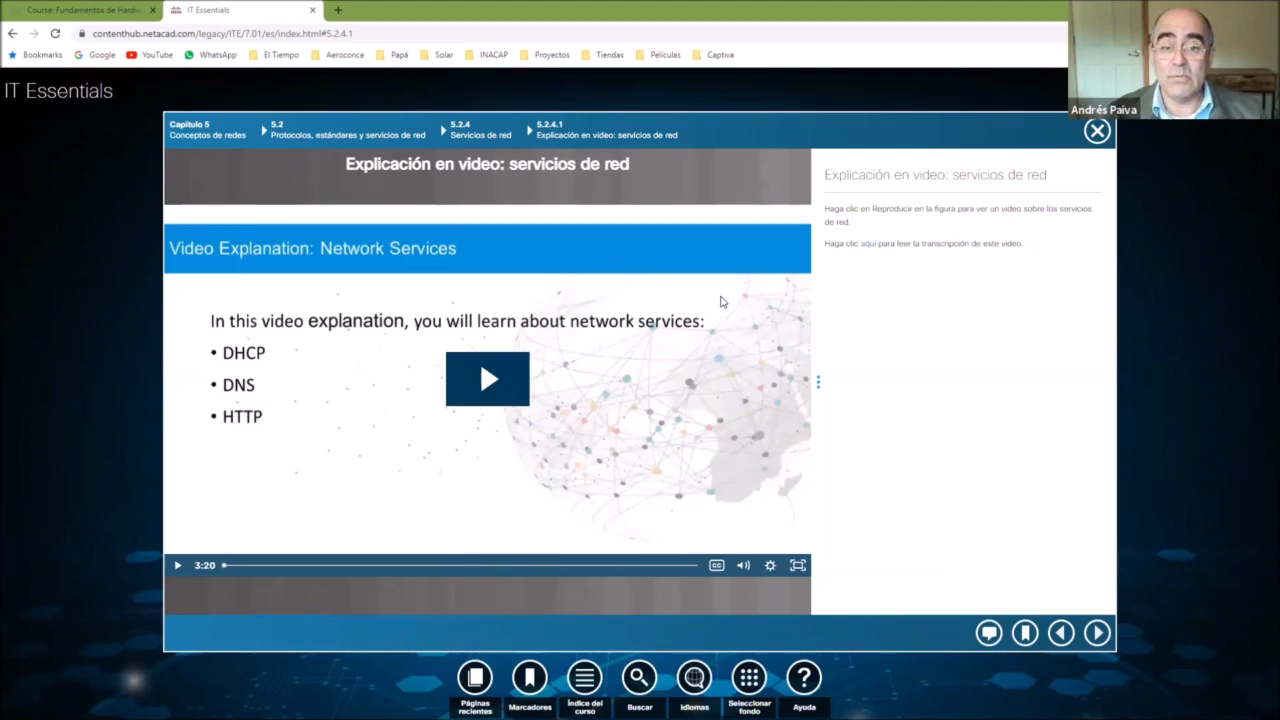 Course: Fundamentos de Hardw
IT Essentials
contenthub.netacad.com/legacy/ITE/7.01/es/index.html#5.2.4.1
Bookmarks Google YouTube WhatsApp El Tiempo Aeroconce Papá Solar INACAP Proyectos Tiendas Películas Captiva
Andrés Paiva
IT Essentials
Capítulo 5
Conceptos de redes
5.2
Protocolos, estándares y servicios de red
5.2.4
Servicios de red
5.2.4.1
Explicación en video: servicios de red
Explicación en video: servicios de red
Video Explanation: Network Services
In this video explanation, you will learn about network services:
• DHCP
• DNS
• HTTP
3:20
CC
Explicación en video: servicios de red
Haga clic en Reproducir en la figura para ver un video sobre los servicios
de red.
Haga clic aquí para leer la transcripción de este video.
Páginas
recientes
Marcadores
Índice del
curso
Buscar
Idiomas
Seleccionar
fondo
Ayuda